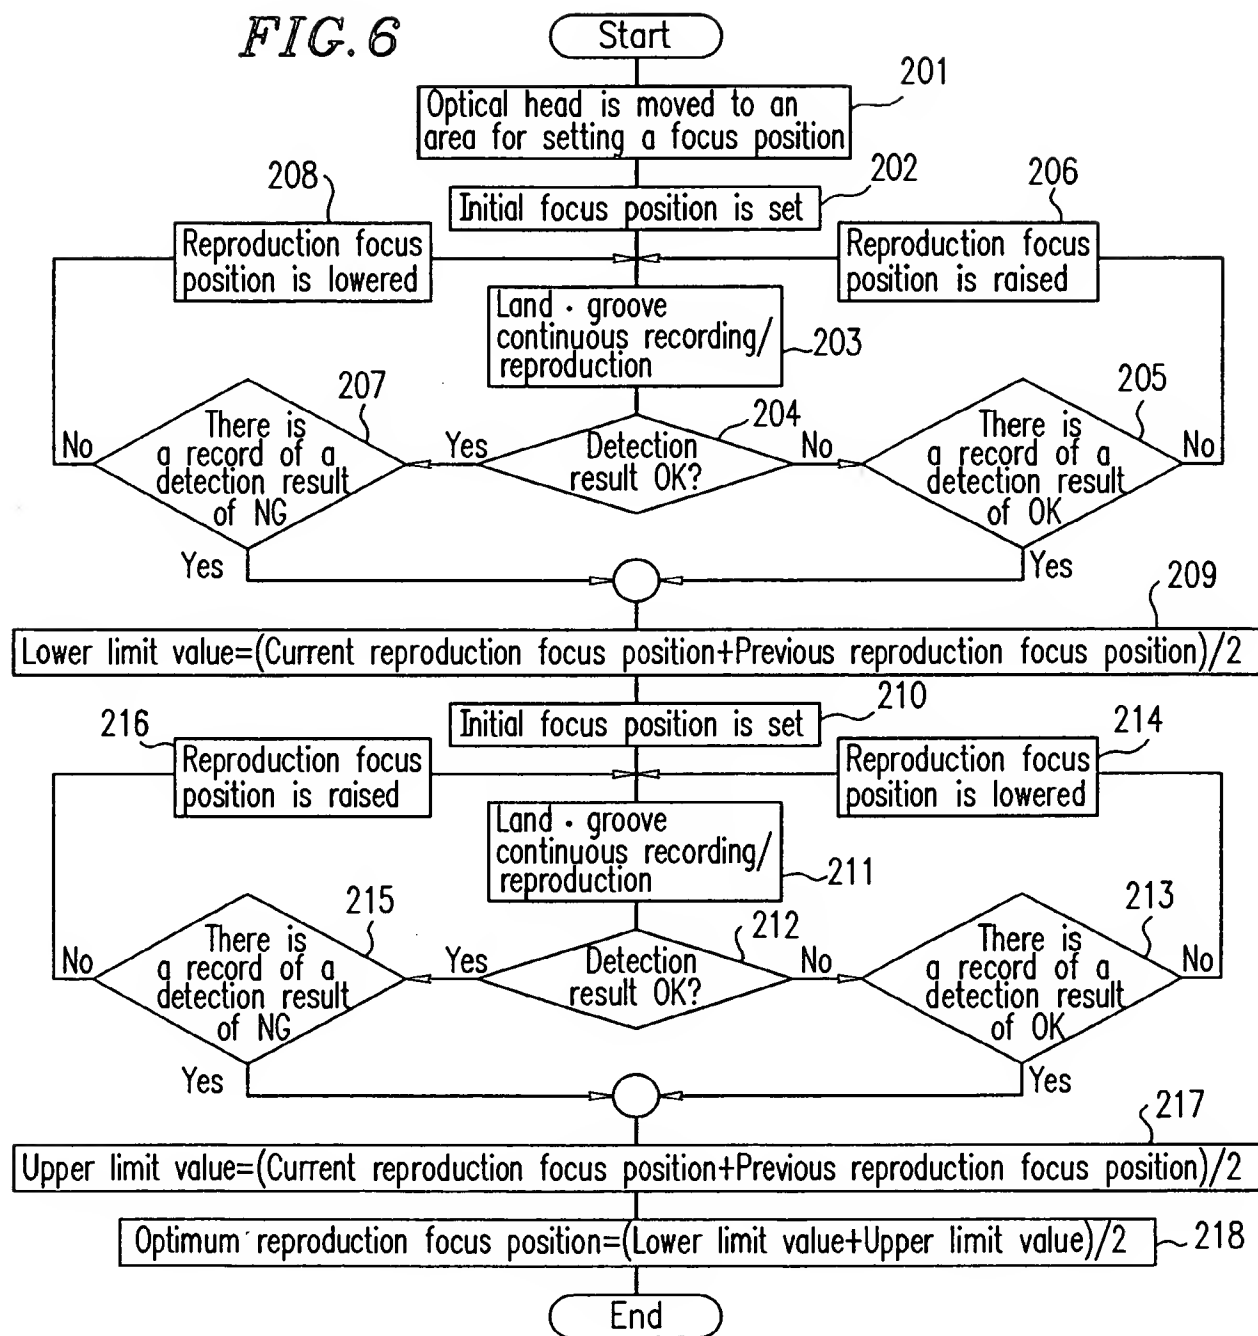 FIG. 6
Start
201
Optical head is moved to an
area for setting a focus position
208
202
206
Initial focus position is set
Reproduction focus
position is lowered
Reproduction focus
position is raised
Land · groove
continuous recording/
reproduction
203
207
204
205
There is
a record of a
detection result
of NG
No
Yes
Detection
result OK?
No
There is
a record of a
detection result
of OK
No
Yes
Yes
209
Lower limit value=(Current reproduction focus position+Previous reproduction focus position)/2
210
Initial focus position is set
216
214
Reproduction focus
position is raised
Reproduction focus
position is lowered
Land · groove
continuous recording/
reproduction
211
215
212
213
There is
a record of a
detection result
of NG
No
Yes
Detection
result OK?
No
There is
a record of a
detection result
of OK
No
Yes
Yes
217
Upper limit value=(Current reproduction focus position+Previous reproduction focus position)/2
Optimum reproduction focus position=(Lower limit value+Upper limit value)/2
218
End